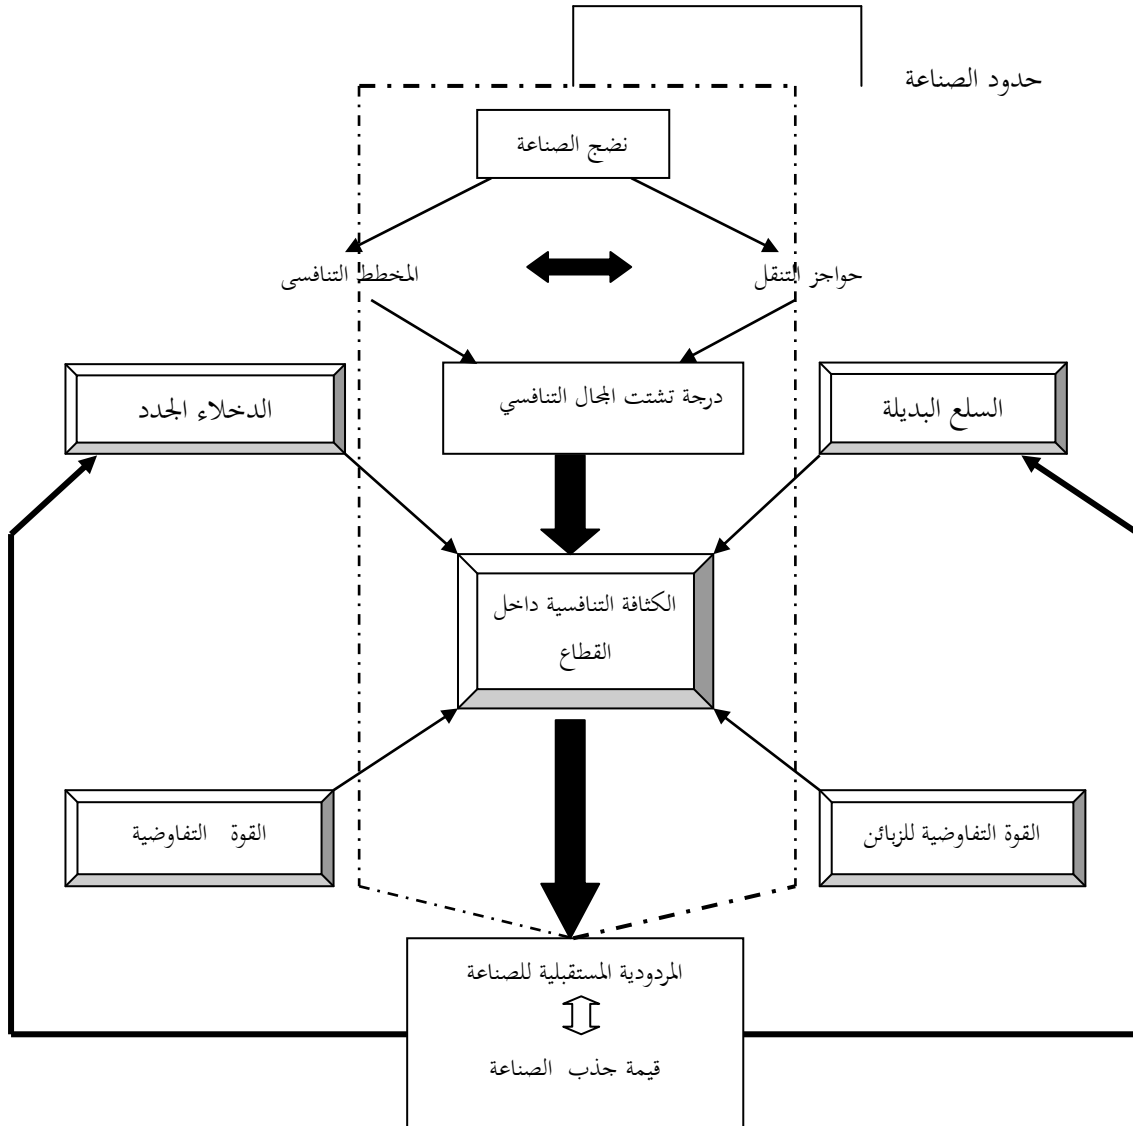 حدود الصناعة
نضج الصناعة
حواجز التنقل
المخطط التنافسى
السلع البديلة
درجة تشتت المجال التنافسي
الدخلاء الجدد
الكثافة التنافسية داخل
القطاع
القوة التفاوضية للزبائن
القوة التفاوضية
المردودية المستقبلية للصناعة
قيمة جذب الصناعة